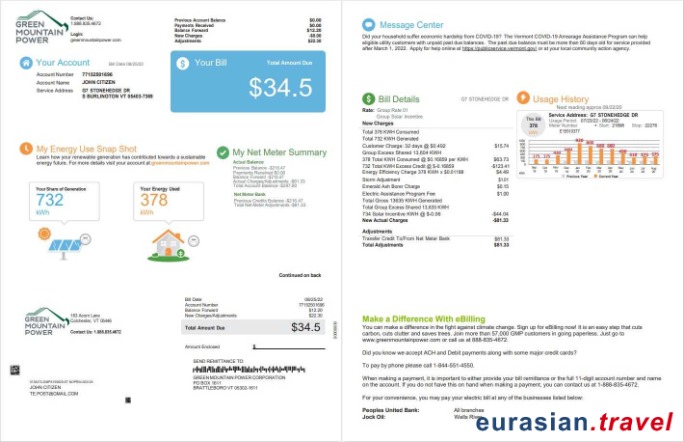 GREEN
MOUNTAIN
POWER
Contact Us:
1-888-835-4672
Login
greenmountainpower.com
Previous Account Balance $0.00
Payments Received $0.00
Balance Forward $12.20
New Charges -$8.00
Adjustments $22.30
Your Account
Bill Date 08/25/22
Account Number 77152501696
Account Name JOHN CITIZEN
Service Address G7 STONEHEDGE DR
S BURLINGTON VT 05403-7589
Your Bill
Total Amount Due
$34.5
My Energy Use Snap Shot
Learn how your renewable generation has contributed towards a sustainable
energy future. For more details visit your account at greenmountainpower.com
Your Share of Generation
732
kWh
Your Energy Used
378
kWh
My Net Meter Summary
Actual Balance
Previous Balance -$215.47
Payments Received $0.00
Balance Forward -$215.47
Net Meter Bank
Continued on back
GREEN
MOUNTAIN
POWER
163 Acorn Lane
Colchester, VT 05446
Contact Us: 1-888-835-4672
Bill Date 08/25/22
Account Number 77152501696
Balance Forward $12.20
New Charges/Adjustments $22.30
Total Amount Due $34.5
Amount Enclosed $
SEND REMITTANCE TO
GREEN MOUNTAIN POWER CORPORATION
PO BOX 1611
BRATTLEBORO VT 05302-1611
JOHN CITIZEN
TE.POST@MAIL.COM
Message Center
Did your household suffer economic hardship from COVID-19? The Vermont COVID-19 Arrearage Assistance Program can help
eligible utility customers with unpaid past due balances. The past due balance must be more than 60 days old for service provided
after March 1, 2022. Apply for help online at https://publicservice.vermont.gov/ or at your local community action agency.
Bill Details
G7 STONEHEDGE DR
Rate: Group Rate 01
Group Solar Incentive
New Charges
Total 378 KWH Consumed
Total 732 KWH Generated
Customer Charge: 32 days @ $0.492 $15.74
Group Excess Shared 13,604 KWH
378 Total KWH Consumed @ $0.16859 per KWH $63.73
732 Total KWH Excess Credit @ $-0.16859 -$123.41
Energy Efficiency Charge 378 KWH x $0.01188 $4.49
Storm Adjustment $1.01
Emerald Ash Borer Charge $0.15
Electric Assistance Program Fee $1.00
Total Gross 13635 KWH Generated
Total Group Excess Shared 13,635 KWH
734 Solar Incentive KWH @ $-0.06 -$44.04
New Actual Charges -$81.33
Adjustments
Transfer Credit To/From Net Meter Bank $81.33
Total Adjustments $81.33
Usage History
Next reading approx 09/23/22
Service Address: G7 STONEHEDGE DR
Usage Period: 07/25/22 - 08/24/22
Meter Number
This Bill
378
KWH
Previous Year
Current Year
Make a Difference With eBilling
You can make a difference in the fight against climate change. Sign up for eBilling now! It is an easy step that cuts
carbon, cuts clutter and saves trees. Join more than 57,000 GMP customers in going paperless. Just go to
www.greenmountainpower.com or call us at 888-835-4672.
Did you know we accept ACH and Debit payments along with some major credit cards?
To pay by phone please call 1-844-551-4550.
When making a payment, it is important to either provide your bill remittance or the full 11-digit account number and name
on the account. If you do not have this on hand when making a payment, you can contact us at 1-888-835-4672.
For your convenience, you may pay your electric bill at any of the businesses listed below:
Peoples United Bank: All branches
Jock Oil: Wells River
eurasian.travel